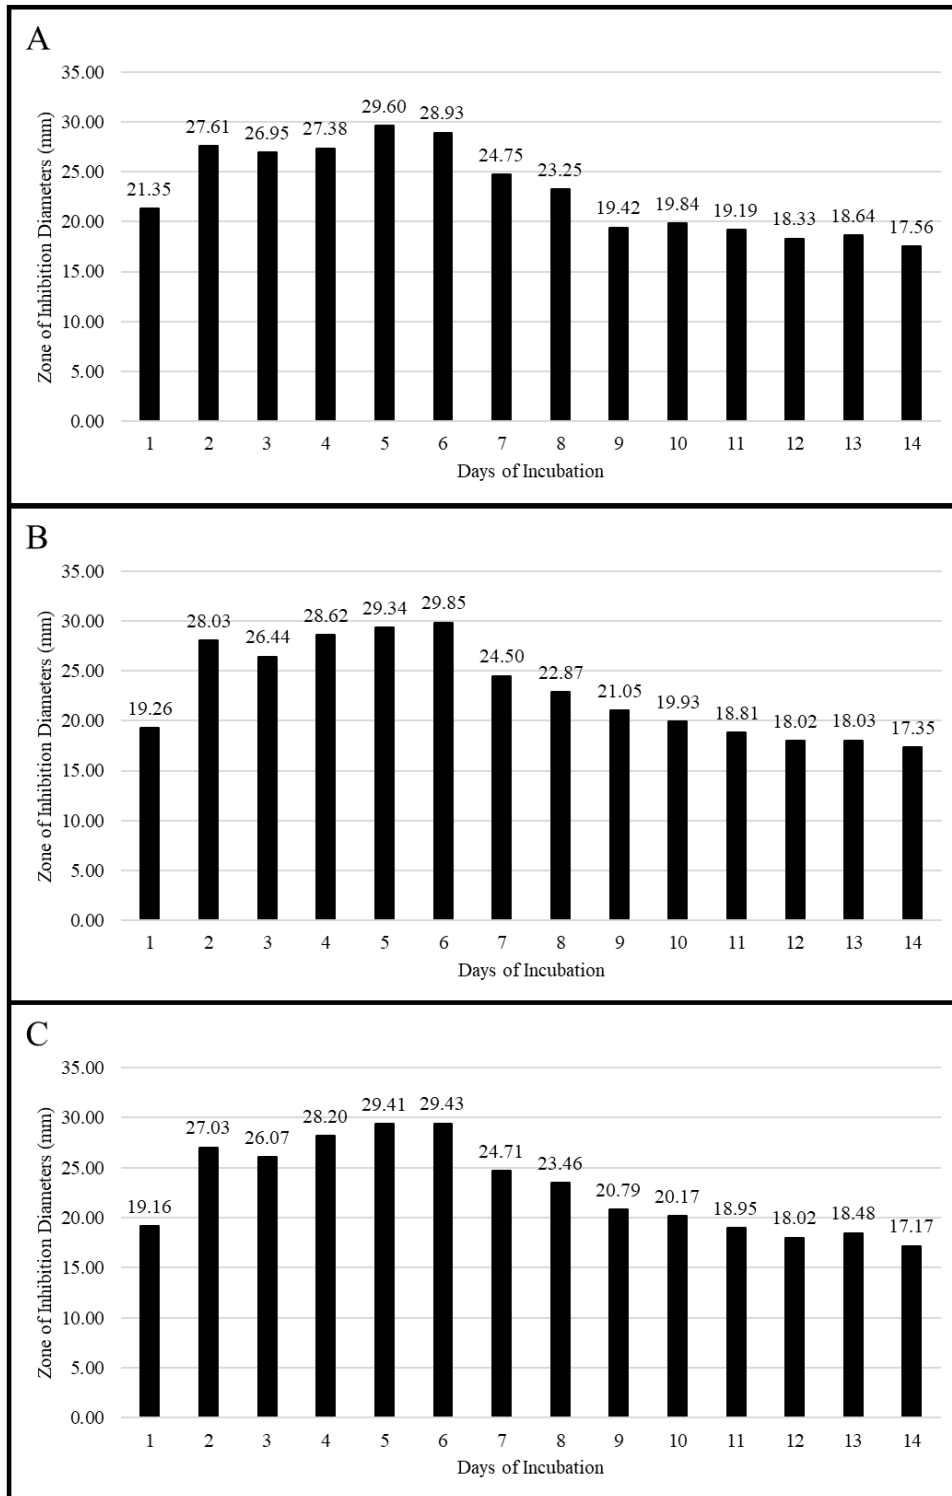 A
Zone of Inhibition Diameters (mm)
35.00
30.00
25.00
20.00
15.00
10.00
5.00
0.00
21.35 27.61 26.95 27.38 29.60 28.93 24.75 23.25 19.42 19.84 19.19 18.33 18.64 17.56
1 2 3 4 5 6 7 8 9 10 11 12 13 14
Days of Incubation
B
Zone of Inhibition Diameters (mm)
35.00
30.00
25.00
20.00
15.00
10.00
5.00
0.00
19.26 28.03 26.44 28.62 29.34 29.85 24.50 22.87 21.05 19.93 18.81 18.02 18.03 17.35
1 2 3 4 5 6 7 8 9 10 11 12 13 14
Days of Incubation
C
Zone of Inhibition Diameters (mm)
35.00
30.00
25.00
20.00
15.00
10.00
5.00
0.00
19.16 27.03 26.07 28.20 29.41 29.43 24.71 23.46 20.79 20.17 18.95 18.02 18.48 17.17
1 2 3 4 5 6 7 8 9 10 11 12 13 14
Days of Incubation